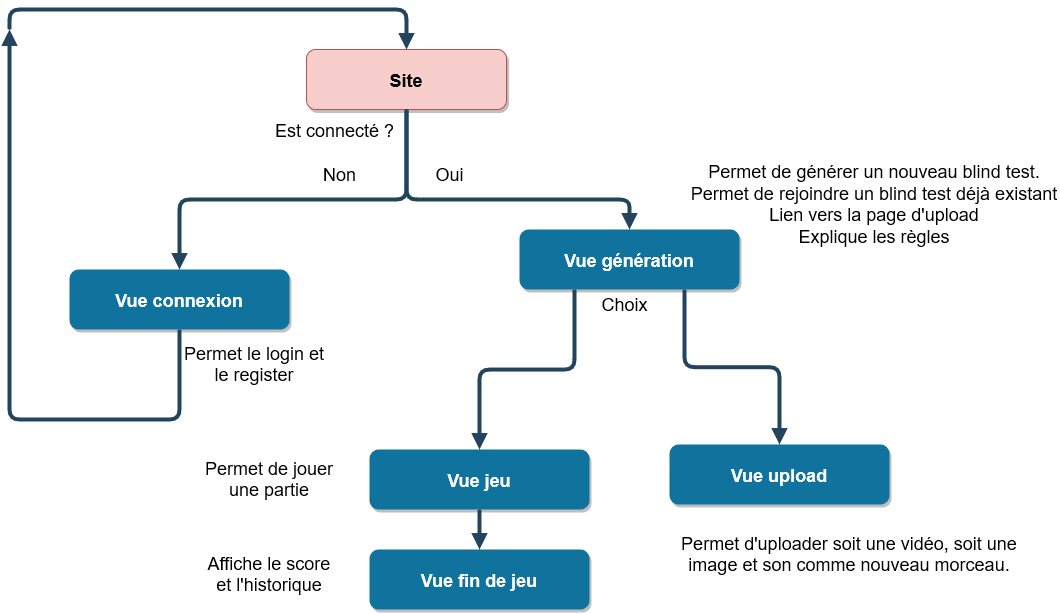 Site
Est connecté ?
Non
Oui
Permet de générer un nouveau blind test.
Permet de rejoindre un blind test déjà existant
Lien vers la page d'upload
Explique les règles
Vue génération
Vue connexion
Choix
Permet le login et
le register
Permet de jouer
une partie
Vue jeu
Vue upload
Affiche le score
et l'historique
Vue fin de jeu
Permet d'uploader soit une vidéo, soit une
image et son comme nouveau morceau.